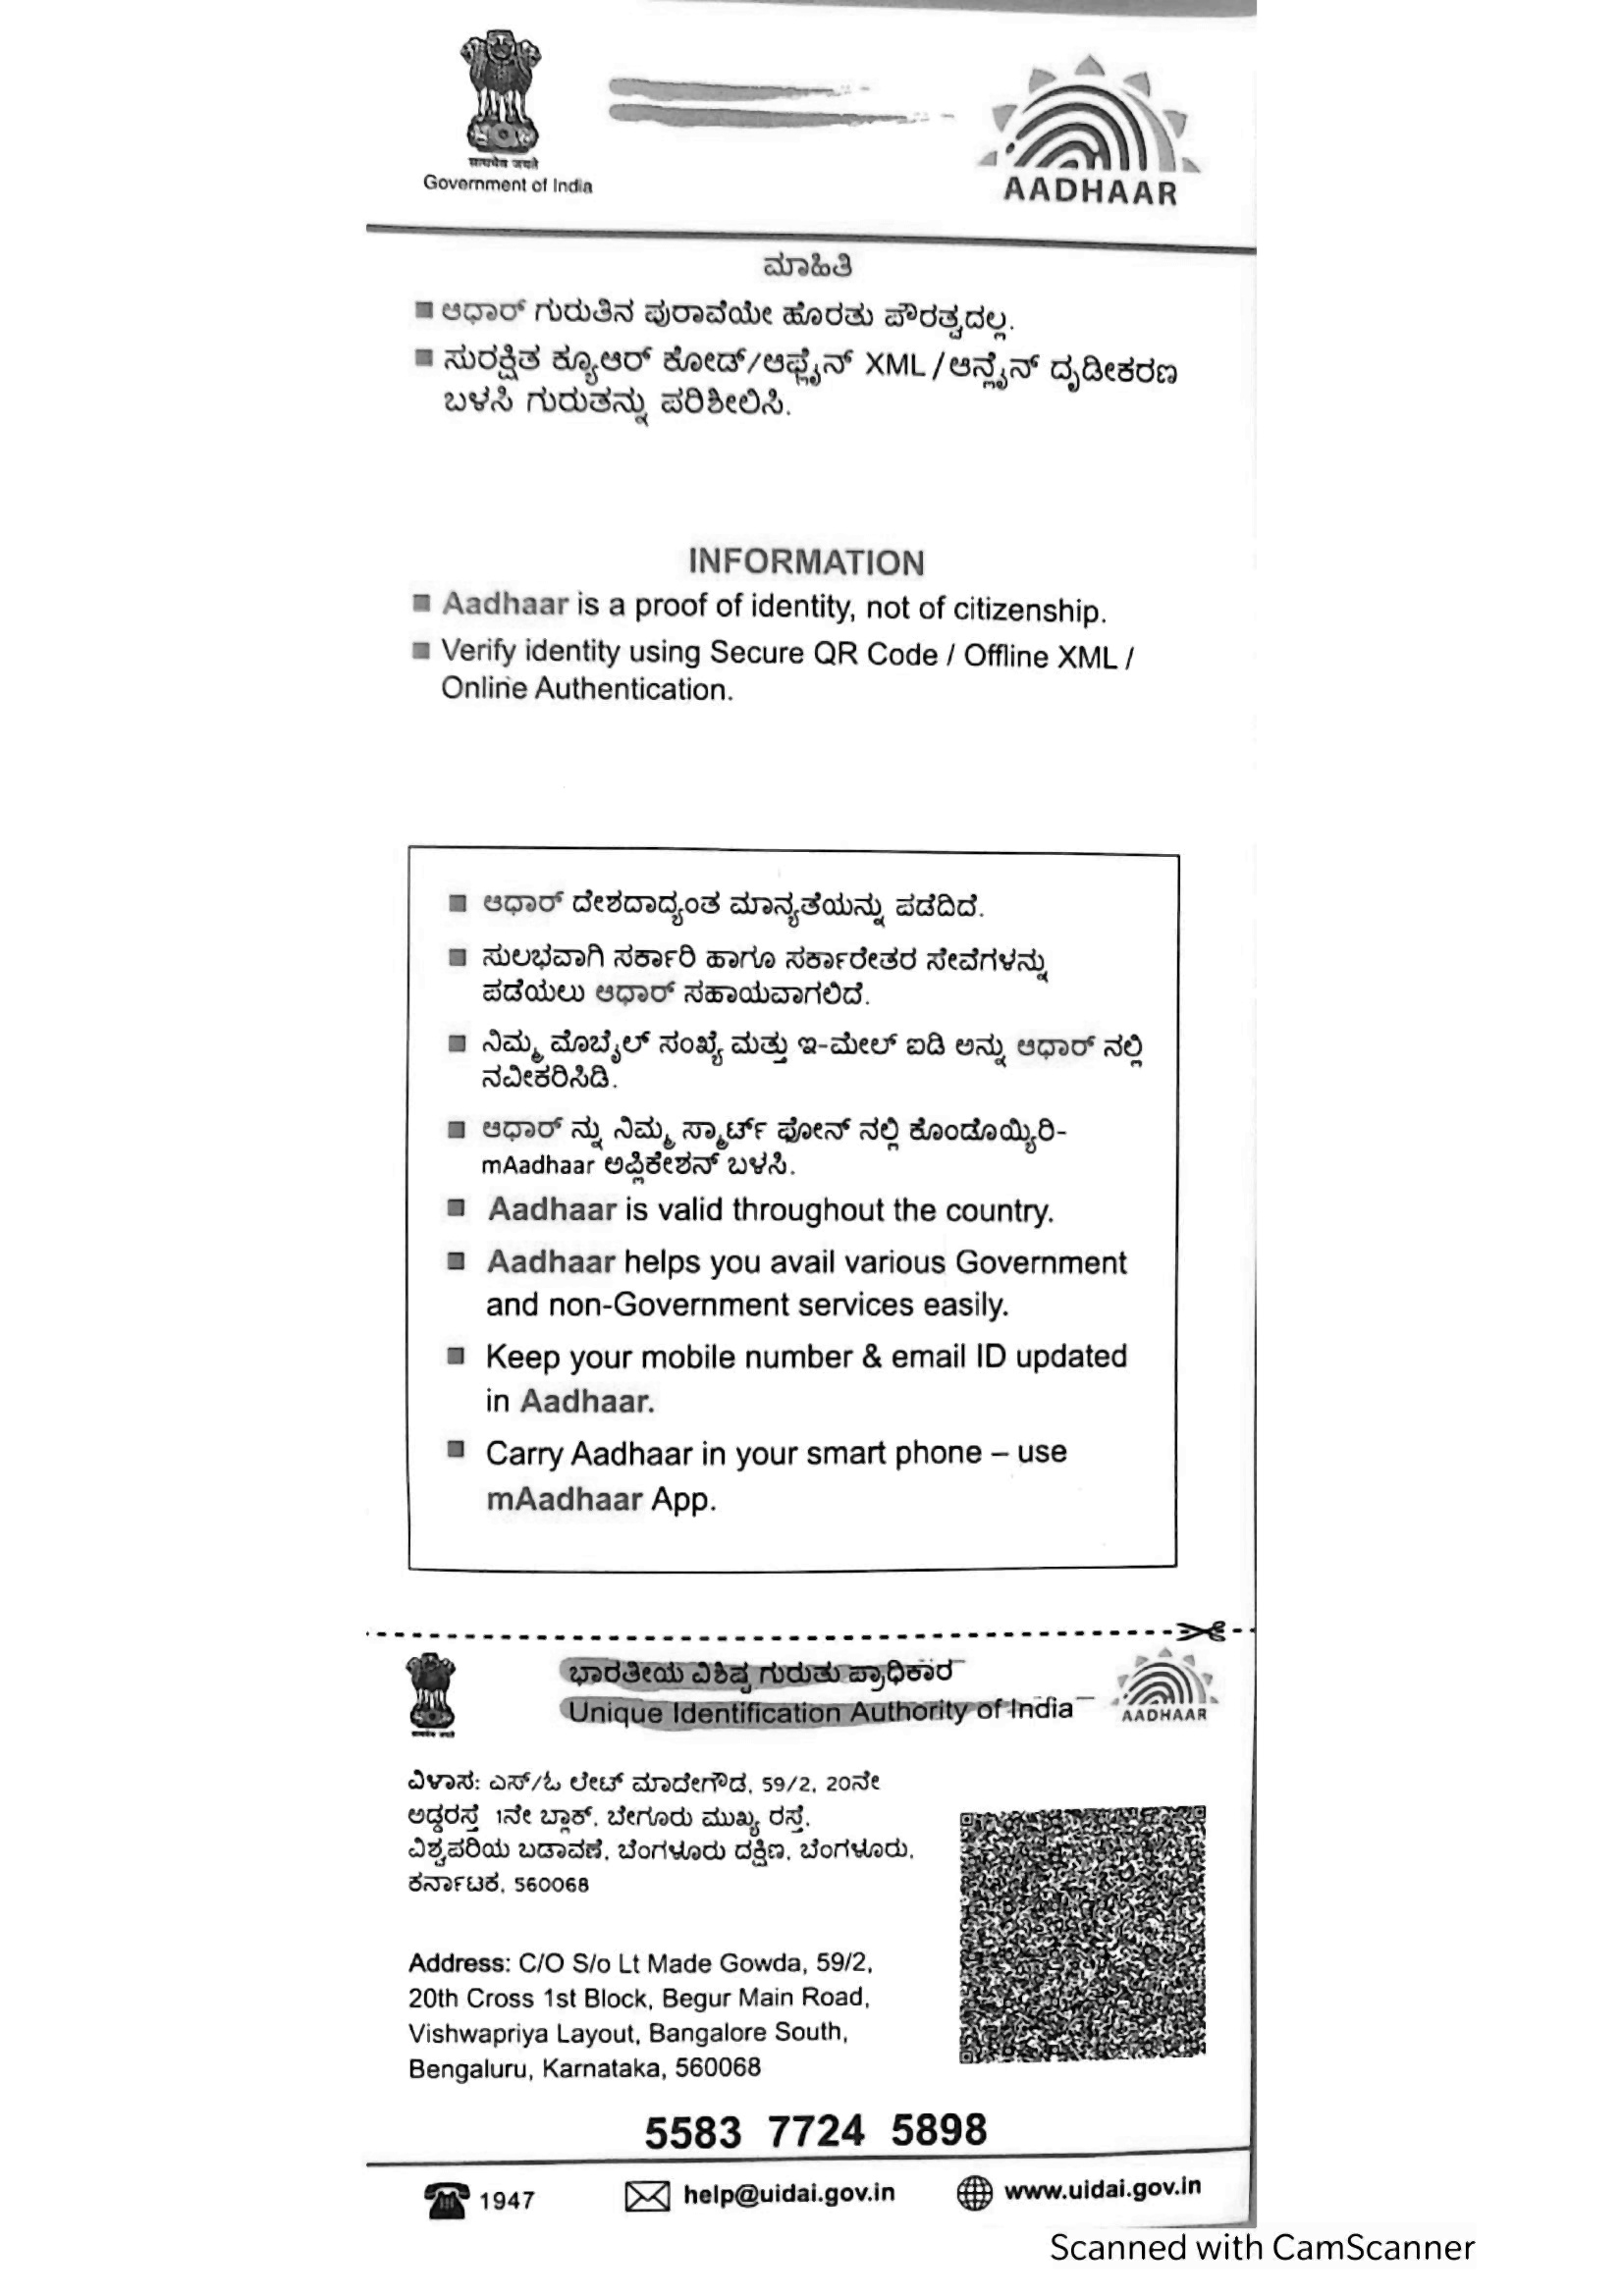 सत्यमेव जयते
Government of India
AADHAAR
ಮಾಹಿತಿ
ಆಧಾರ್ ಗುರುತಿನ ಪುರಾವೆಯೇ ಹೊರತು ಪೌರತ್ವದಲ್ಲ.
ಸುರಕ್ಷಿತ ಕ್ಯೂಆರ್ ಕೋಡ್/ಆಫ್ಲೈನ್ XML / ಆನ್ಲೈನ್ ದೃಡೀಕರಣ
ಬಳಸಿ ಗುರುತನ್ನು ಪರಿಶೀಲಿಸಿ.
INFORMATION
Aadhaar is a proof of identity, not of citizenship.
Verify identity using Secure QR Code / Offline XML /
Online Authentication.
ಆಧಾರ್ ದೇಶದಾದ್ಯಂತ ಮಾನ್ಯತೆಯನ್ನು ಪಡೆದಿದೆ.
ಸುಲಭವಾಗಿ ಸರ್ಕಾರಿ ಹಾಗೂ ಸರ್ಕಾರೇತರ ಸೇವೆಗಳನ್ನು
ಪಡೆಯಲು ಆಧಾರ್ ಸಹಾಯವಾಗಲಿದೆ.
ನಿಮ್ಮ ಮೊಬೈಲ್ ಸಂಖ್ಯೆ ಮತ್ತು ಇ-ಮೇಲ್ ಐಡಿ ಅನ್ನು ಆಧಾರ್ ನಲ್ಲಿ
ನವೀಕರಿಸಿಡಿ.
ಆಧಾರ್ ನ್ನು ನಿಮ್ಮ ಸ್ಮಾರ್ಟ್ ಫೋನ್ ನಲ್ಲಿ ಕೊಂಡೊಯ್ಯಿರಿ-
mAadhaar ಅಪ್ಲಿಕೇಶನ್ ಬಳಸಿ.
Aadhaar is valid throughout the country.
Aadhaar helps you avail various Government
and non-Government services easily.
Keep your mobile number & email ID updated
in Aadhaar.
Carry Aadhaar in your smart phone – use
mAadhaar App.
ಭಾರತೀಯ ವಿಶಿಷ್ಟ ಗುರುತು ಪ್ರಾಧಿಕಾರ
Unique Identification Authority of India
AADHAAR
ವಿಳಾಸ: ಎಸ್/ಓ ಲೇಟ್ ಮಾದೇಗೌಡ, 59/2, 20ನೇ
ಅಡ್ಡರಸ್ತೆ 1ನೇ ಬ್ಲಾಕ್, ಬೇಗೂರು ಮುಖ್ಯ ರಸ್ತೆ,
ವಿಶ್ವಪರಿಯ ಬಡಾವಣೆ, ಬೆಂಗಳೂರು ದಕ್ಷಿಣ, ಬೆಂಗಳೂರು,
ಕರ್ನಾಟಕ, 560068
Address: C/O S/o Lt Made Gowda, 59/2,
20th Cross 1st Block, Begur Main Road,
Vishwapriya Layout, Bangalore South,
Bengaluru, Karnataka, 560068
5583 7724 5898
1947
help@uidai.gov.in
www.uidai.gov.in
Scanned with CamScanner